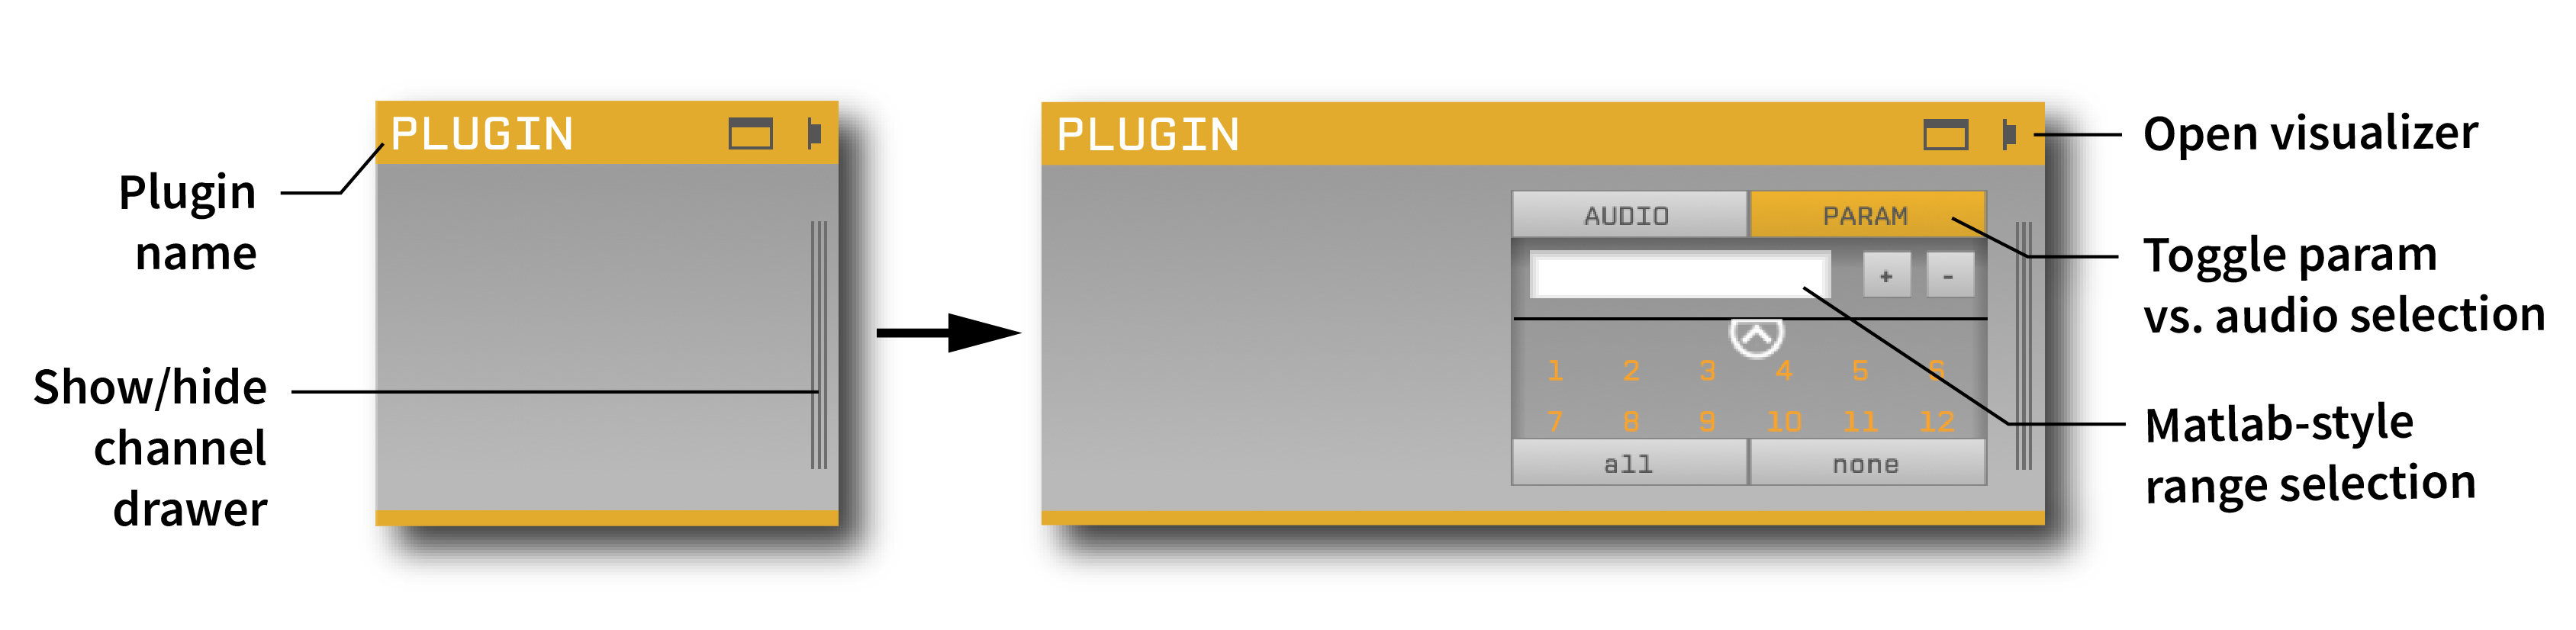 PLUGIN
Plugin
name
Show/hide
channel
drawer
PLUGIN
AUDIO PARAM
+ -
1 2 3 4 5 6
7 8 9 10 11 12
all none
Open visualizer
Toggle param
vs. audio selection
Matlab-style
range selection